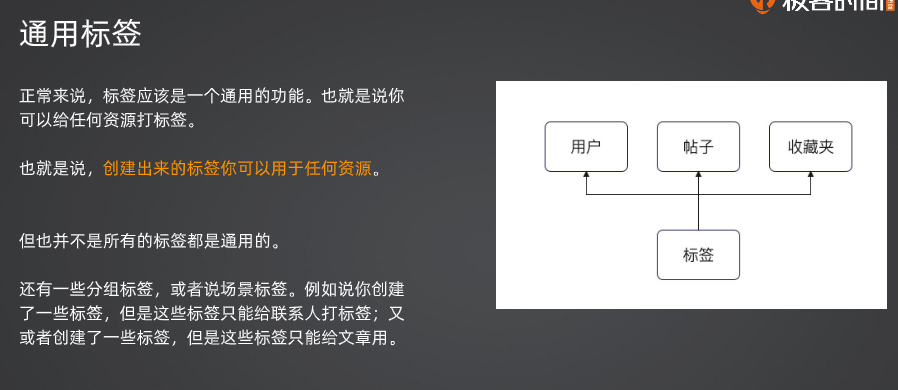 极客时间
通用标签
正常来说，标签应该是一个通用的功能。也就是说你
可以给任何资源打标签。
也就是说，创建出来的标签你可以用于任何资源。
但也并不是所有的标签都是通用的。
还有一些分组标签，或者说场景标签。例如说你创建
了一些标签，但是这些标签只能给联系人打标签；又
或者创建了一些标签，但是这些标签只能给文章用。
用户
帖子
收藏夹
标签